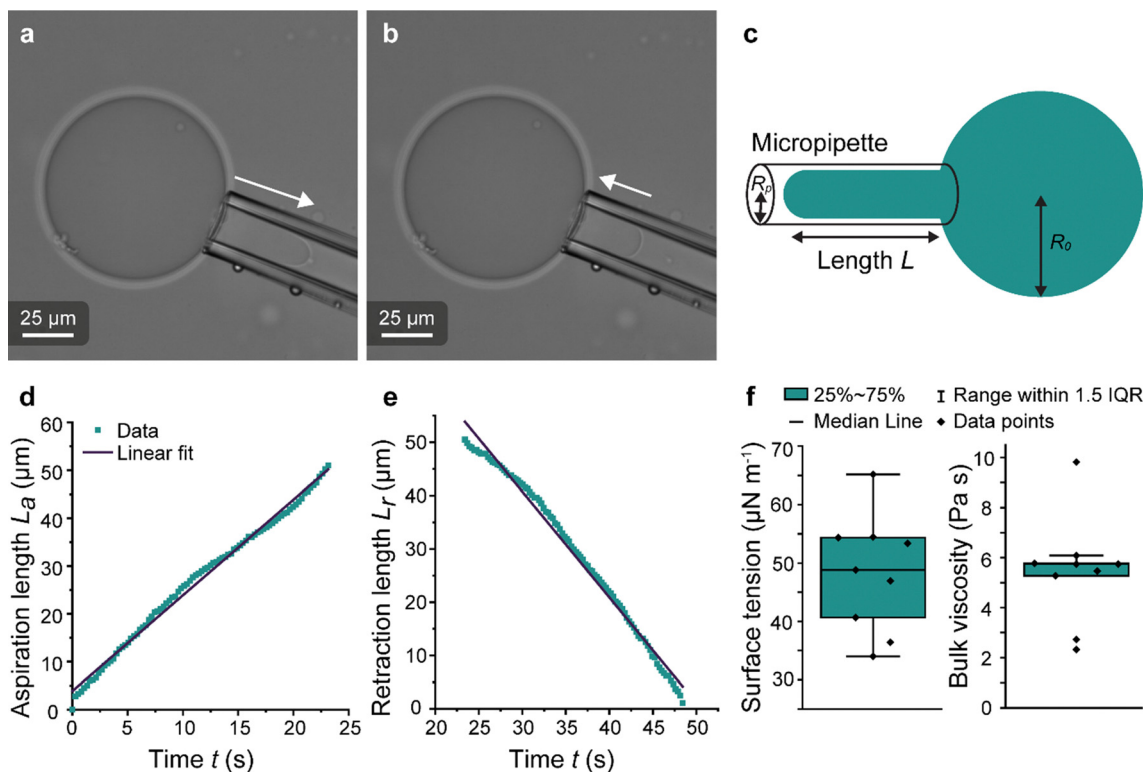 a
25 µm
b
25 µm
c
Micropipette
Rp
Length L
R0
d
Aspiration length La (µm)
60
50
40
30
20
10
0
Data
Linear fit
0
5
10
15
20
25
Time t (s)
e
Retraction length Lr (µm)
50
40
30
20
10
0
20
25
30
35
40
45
50
Time t (s)
f
25%~75%
Range within 1.5 IQR
Median Line
Data points
Surface tension (µN m⁻¹)
70
60
50
40
30
Bulk viscosity (Pa s)
10
8
6
4
2
0